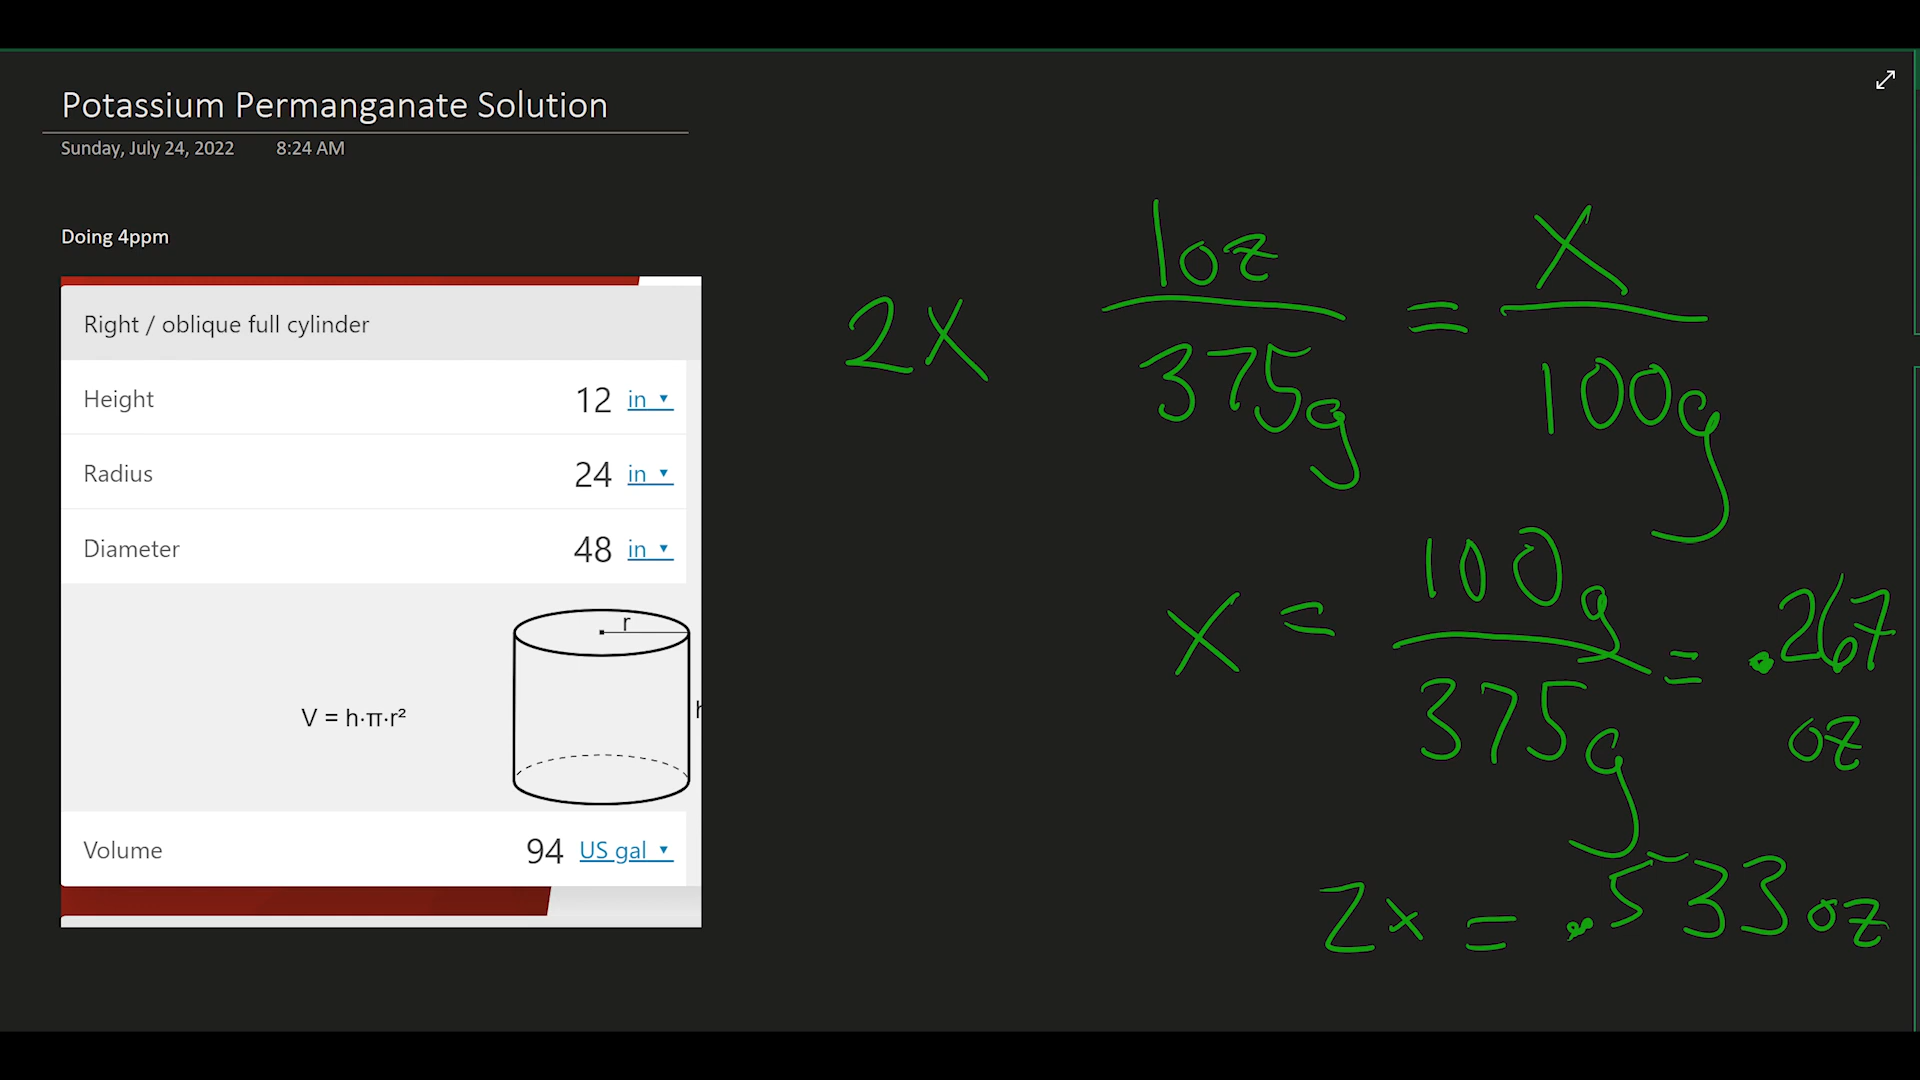 Potassium Permanganate Solution
Sunday, July 24, 2022 8:24 AM
Doing 4ppm
Right / oblique full cylinder
Height 12 in
Radius 24 in
Diameter 48 in
r
h
V = h·π·r²
Volume 94 US gal
2X 1oz / 375g = X / 100g
X = 100g / 375g = .267 oz
2x = .533 oz